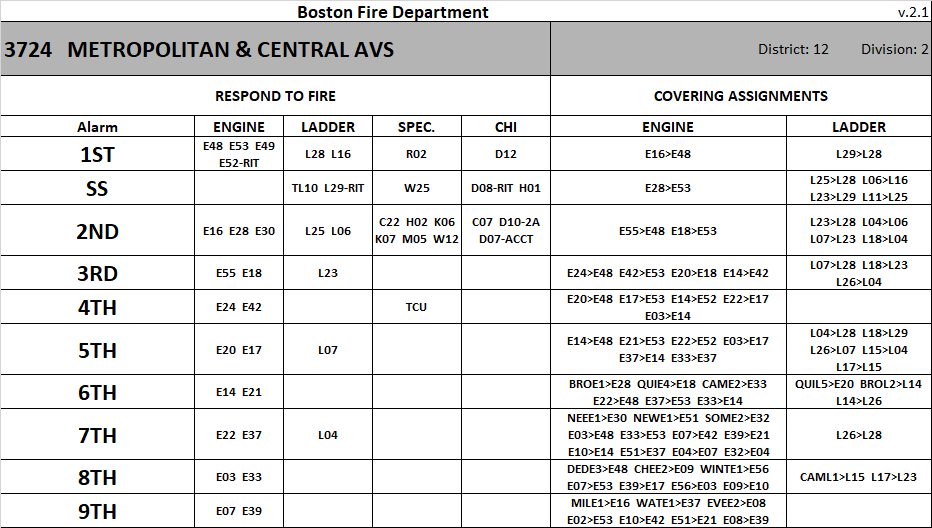 Boston Fire Department v.2.1
3724 METROPOLITAN & CENTRAL AVS District: 12 Division: 2
RESPOND TO FIRE COVERING ASSIGNMENTS
Alarm ENGINE LADDER SPEC. CHI ENGINE LADDER
1ST
E48 E53 E49
E52-RIT
L28 L16
R02
D12
E16>E48
L29>L28
SS
TL10 L29-RIT
W25
D08-RIT H01
E28>E53
L25>L28 L06>L16
L23>L29 L11>L25
2ND
E16 E28 E30
L25 L06
C22 H02 K06
K07 M05 W12
C07 D10-2A
D07-ACCT
E55>E48 E18>E53
L23>L28 L04>L06
L07>L23 L18>L04
3RD
E55 E18
L23
E24>E48 E42>E53 E20>E18 E14>E42
L07>L28 L18>L23
L26>L04
4TH
E24 E42
TCU
E20>E48 E17>E53 E14>E52 E22>E17
E03>E14
5TH
E20 E17
L07
E14>E48 E21>E53 E22>E52 E03>E17
E37>E14 E33>E37
L04>L28 L18>L29
L26>L07 L15>L04
L17>L15
6TH
E14 E21
BROE1>E28 QUIE4>E18 CAME2>E33
E22>E48 E37>E53 E33>E14
QUIL5>E20 BROL2>L14
L14>L26
7TH
E22 E37
L04
NEEE1>E30 NEWE1>E51 SOME2>E32
E03>E48 E33>E53 E07>E42 E39>E21
E10>E14 E51>E37 E04>E07 E32>E04
L26>L28
8TH
E03 E33
DEDE3>E48 CHEE2>E09 WINTE1>E56
E07>E53 E39>E17 E56>E03 E09>E10
CAML1>L15 L17>L23
9TH
E07 E39
MILE1>E16 WATE1>E37 EVEE2>E08
E02>E53 E10>E42 E51>E21 E08>E39